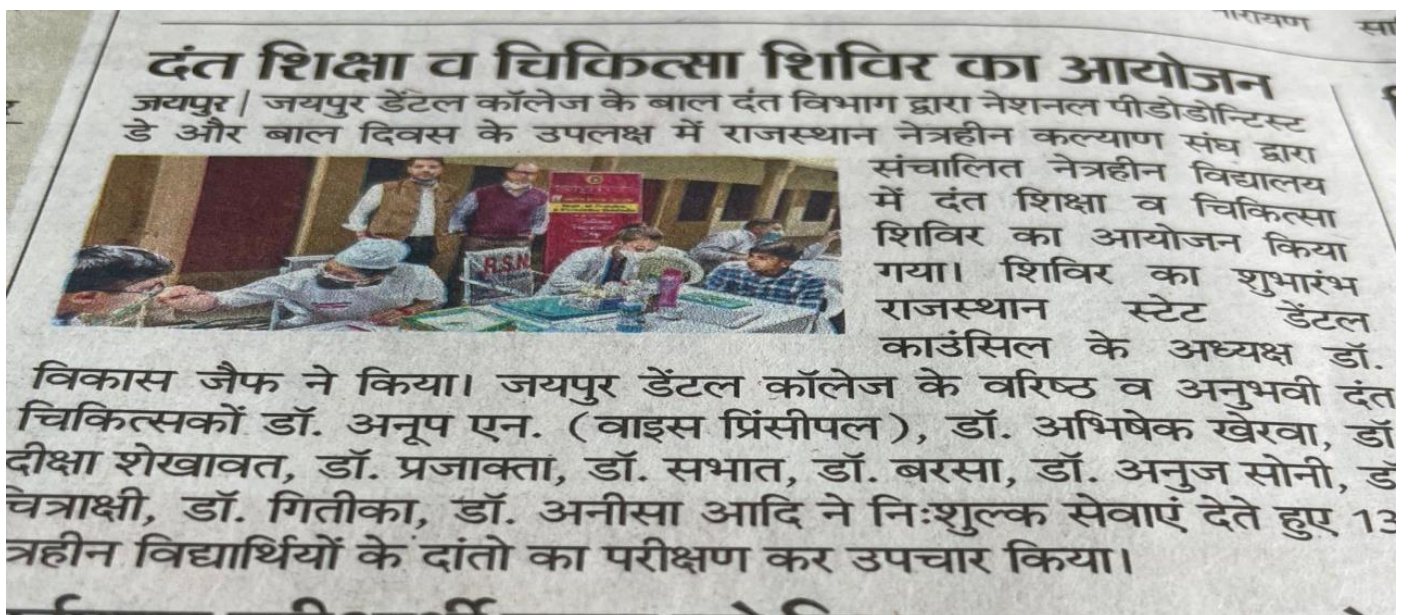 दंत शिक्षा व चिकित्सा शिविर का आयोजन
जयपुर | जयपुर डेंटल कॉलेज के बाल दंत विभाग द्वारा नेशनल पीडोडोन्टिस्ट
डे और बाल दिवस के उपलक्ष में राजस्थान नेत्रहीन कल्याण संघ द्वारा
संचालित नेत्रहीन विद्यालय
में दंत शिक्षा व चिकित्सा
शिविर का आयोजन किया
गया। शिविर का शुभारंभ
राजस्थान स्टेट डेंटल
काउंसिल के अध्यक्ष डॉ.
विकास जैफ ने किया। जयपुर डेंटल कॉलेज के वरिष्ठ व अनुभवी दंत
चिकित्सकों डॉ. अनूप एन. (वाइस प्रिंसीपल), डॉ. अभिषेक खेरवा, डॉ
दीक्षा शेखावत, डॉ. प्रजाक्ता, डॉ. सभात, डॉ. बरसा, डॉ. अनुज सोनी, डॉ
चित्राक्षी, डॉ. गितीका, डॉ. अनीसा आदि ने निःशुल्क सेवाएं देते हुए 13
त्रहीन विद्यार्थियों के दांतो का परीक्षण कर उपचार किया।